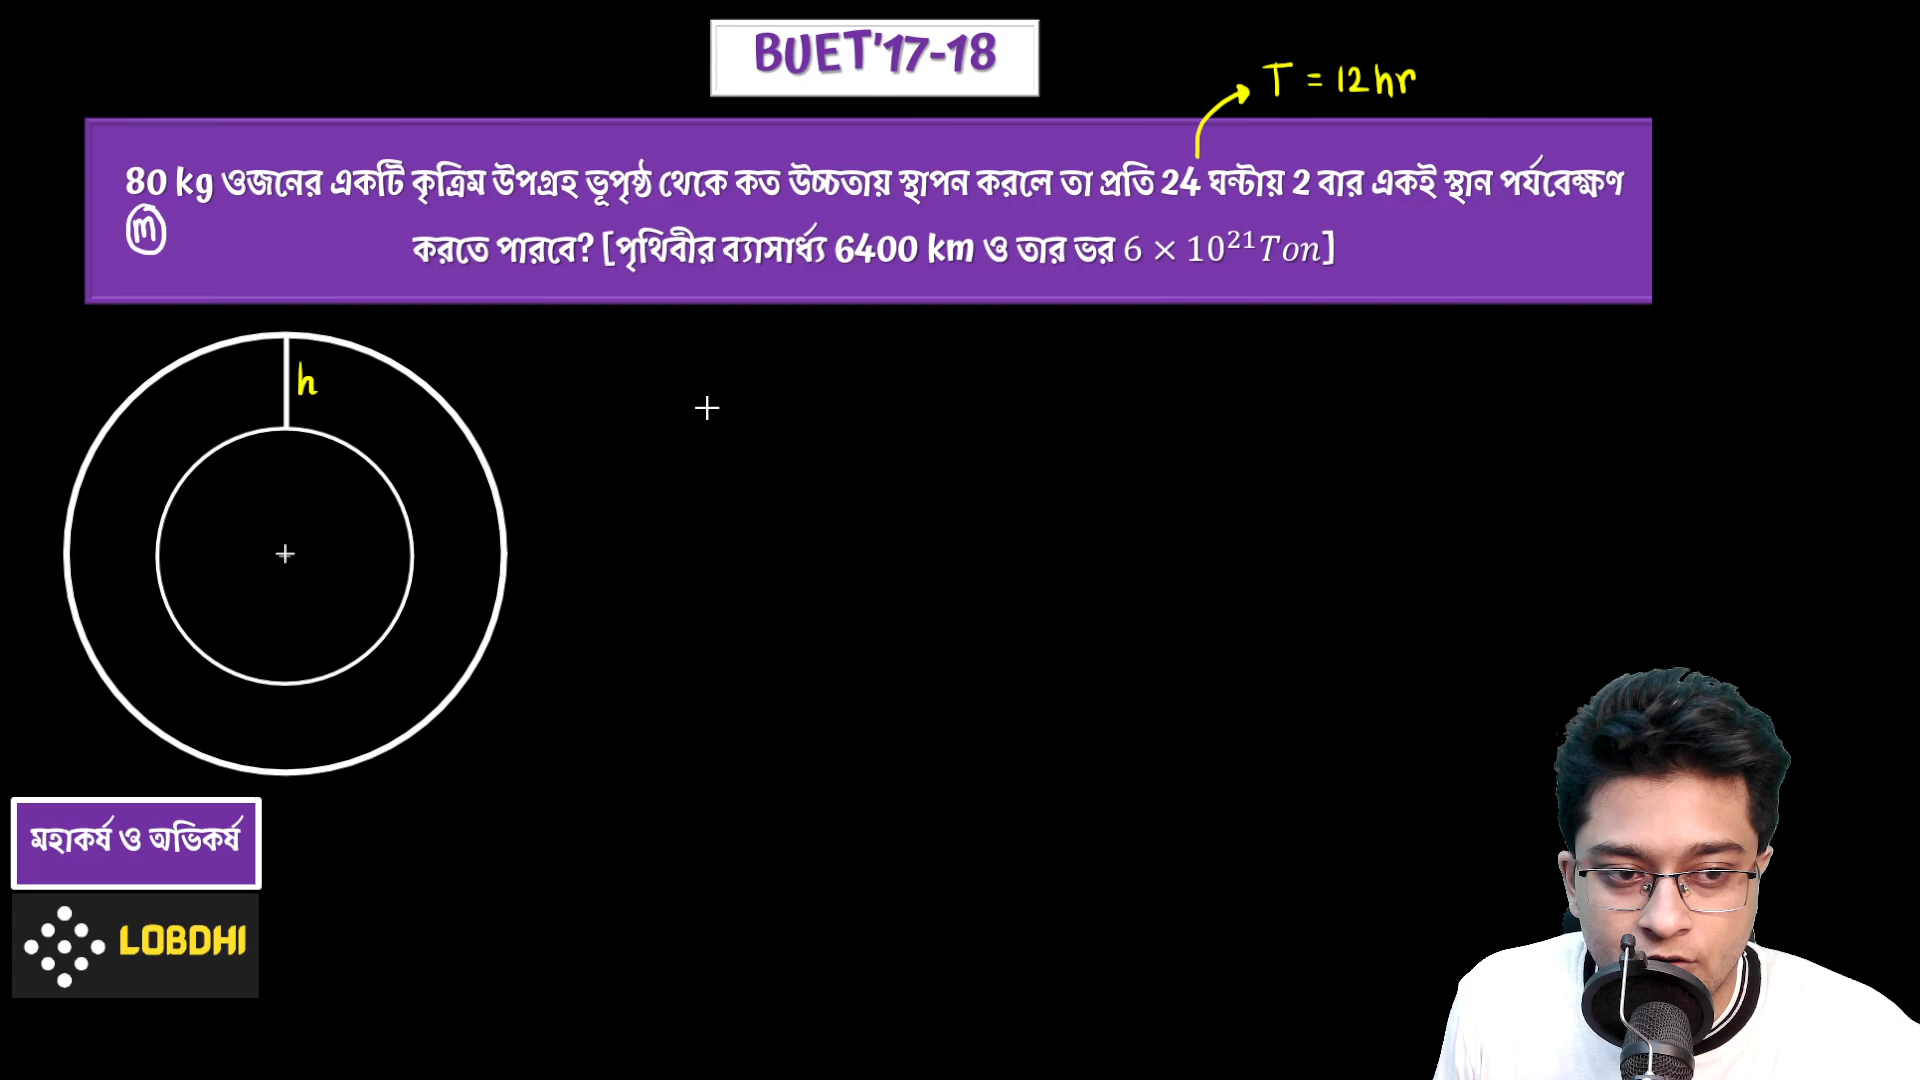 BUET'17-18
T = 12 hr
80 kg ওজনের একটি কৃত্রিম উপগ্রহ ভূপৃষ্ঠ থেকে কত উচ্চতায় স্থাপন করলে তা প্রতি 24 ঘন্টায় 2 বার একই স্থান পর্যবেক্ষণ
m
করতে পারবে? [পৃথিবীর ব্যাসার্ধ্য 6400 km ও তার ভর 6 × 10²¹Ton]
h
মহাকর্ষ ও অভিকর্ষ
LOBDHI